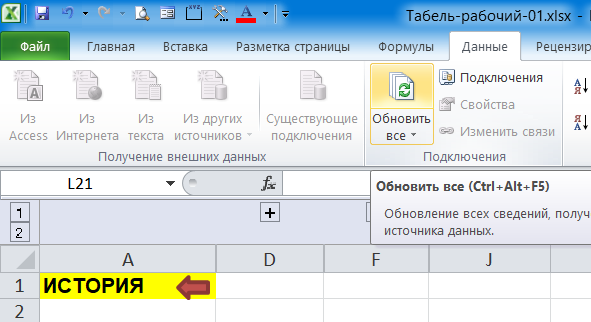 Табель-рабочий-01.xlsx -
Файл Главная Вставка Разметка страницы Формулы Данные Рецензир
Из Access
Из Интернета
Из текста
Из других источников
Существующие подключения
Обновить все
Подключения
Свойства
Изменить связи
Получение внешних данных Подключения
L21 fx
Обновить все (Ctrl+Alt+F5)
Обновление всех сведений, получ
источника данных.
1
2
A D F J
1 ИСТОРИЯ
2